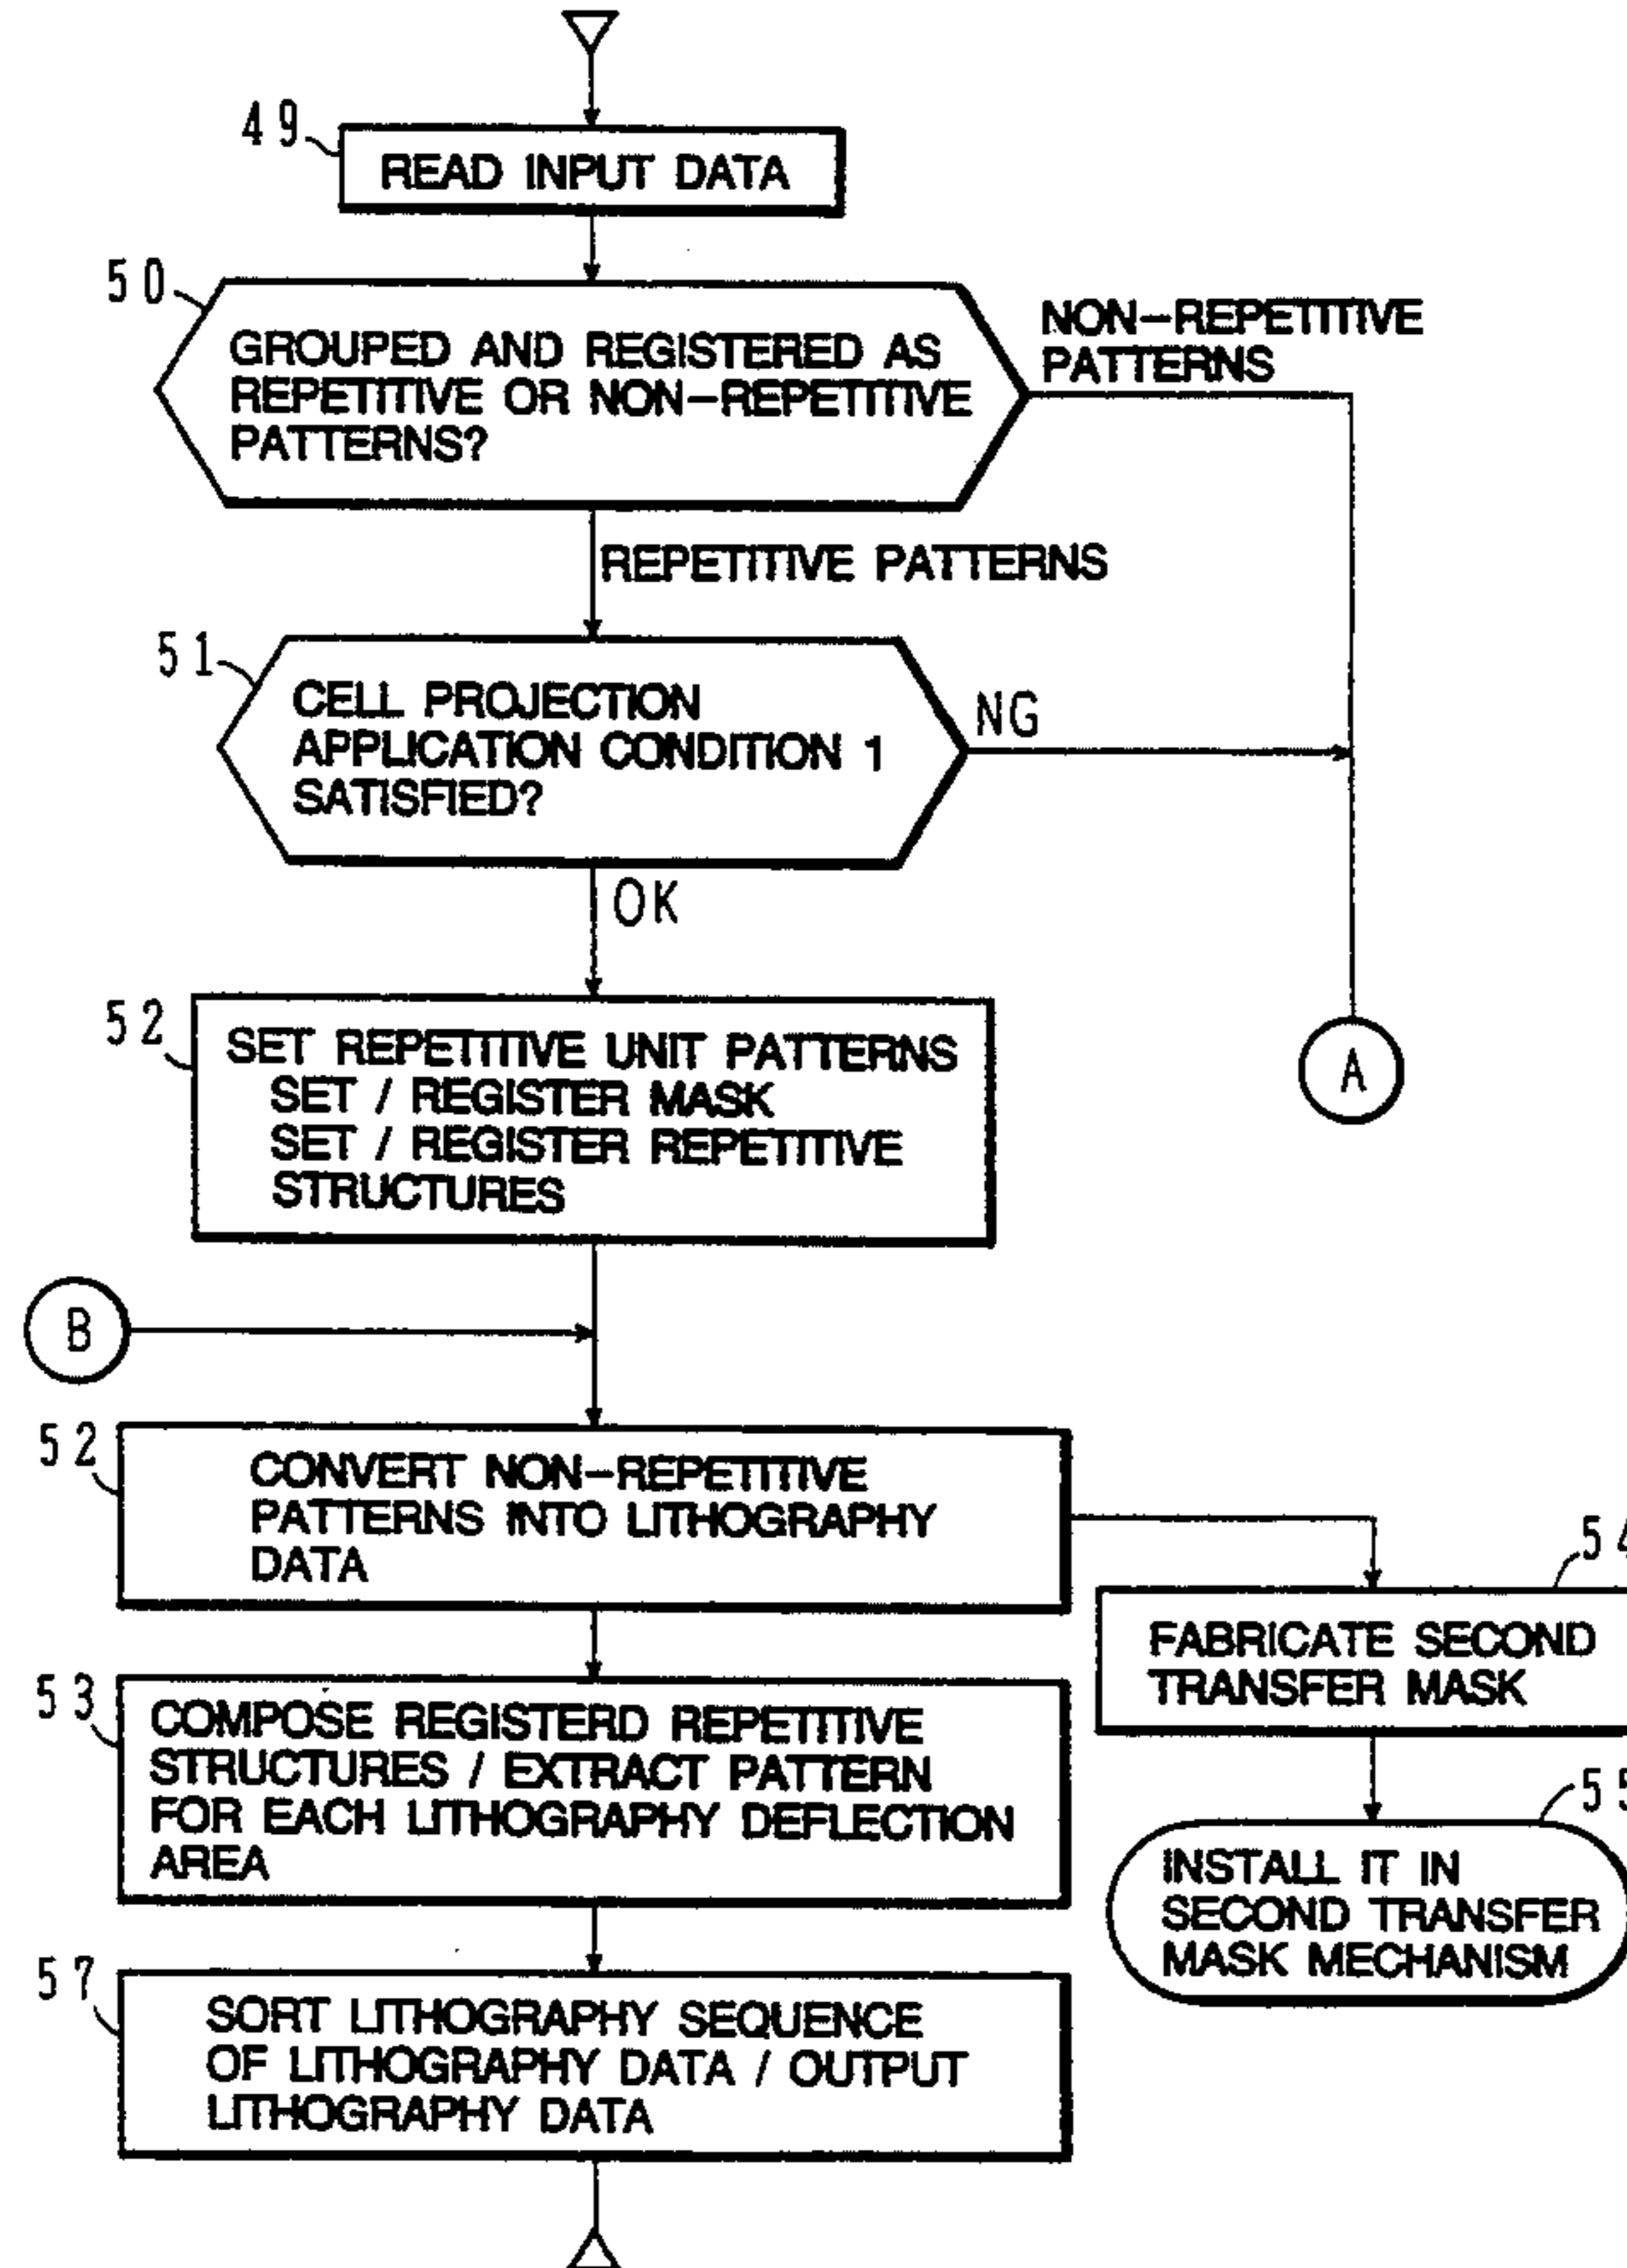 49
READ INPUT DATA
50
GROUPED AND REGISTERED AS
REPETITIVE OR NON-REPETITIVE
PATTERNS?
NON-REPETITIVE
PATTERNS
REPETITIVE PATTERNS
51
CELL PROJECTION
APPLICATION CONDITION 1
SATISFIED?
NG
OK
52
SET REPETITIVE UNIT PATTERNS
SET / REGISTER MASK
SET / REGISTER REPETITIVE
STRUCTURES
A
B
52
CONVERT NON-REPETITIVE
PATTERNS INTO LITHOGRAPHY
DATA
54
FABRICATE SECOND
TRANSFER MASK
53
COMPOSE REGISTERD REPETITIVE
STRUCTURES / EXTRACT PATTERN
FOR EACH LITHOGRAPHY DEFLECTION
AREA
55
INSTALL IT IN
SECOND TRANSFER
MASK MECHANISM
57
SORT LITHOGRAPHY SEQUENCE
OF LITHOGRAPHY DATA / OUTPUT
LITHOGRAPHY DATA